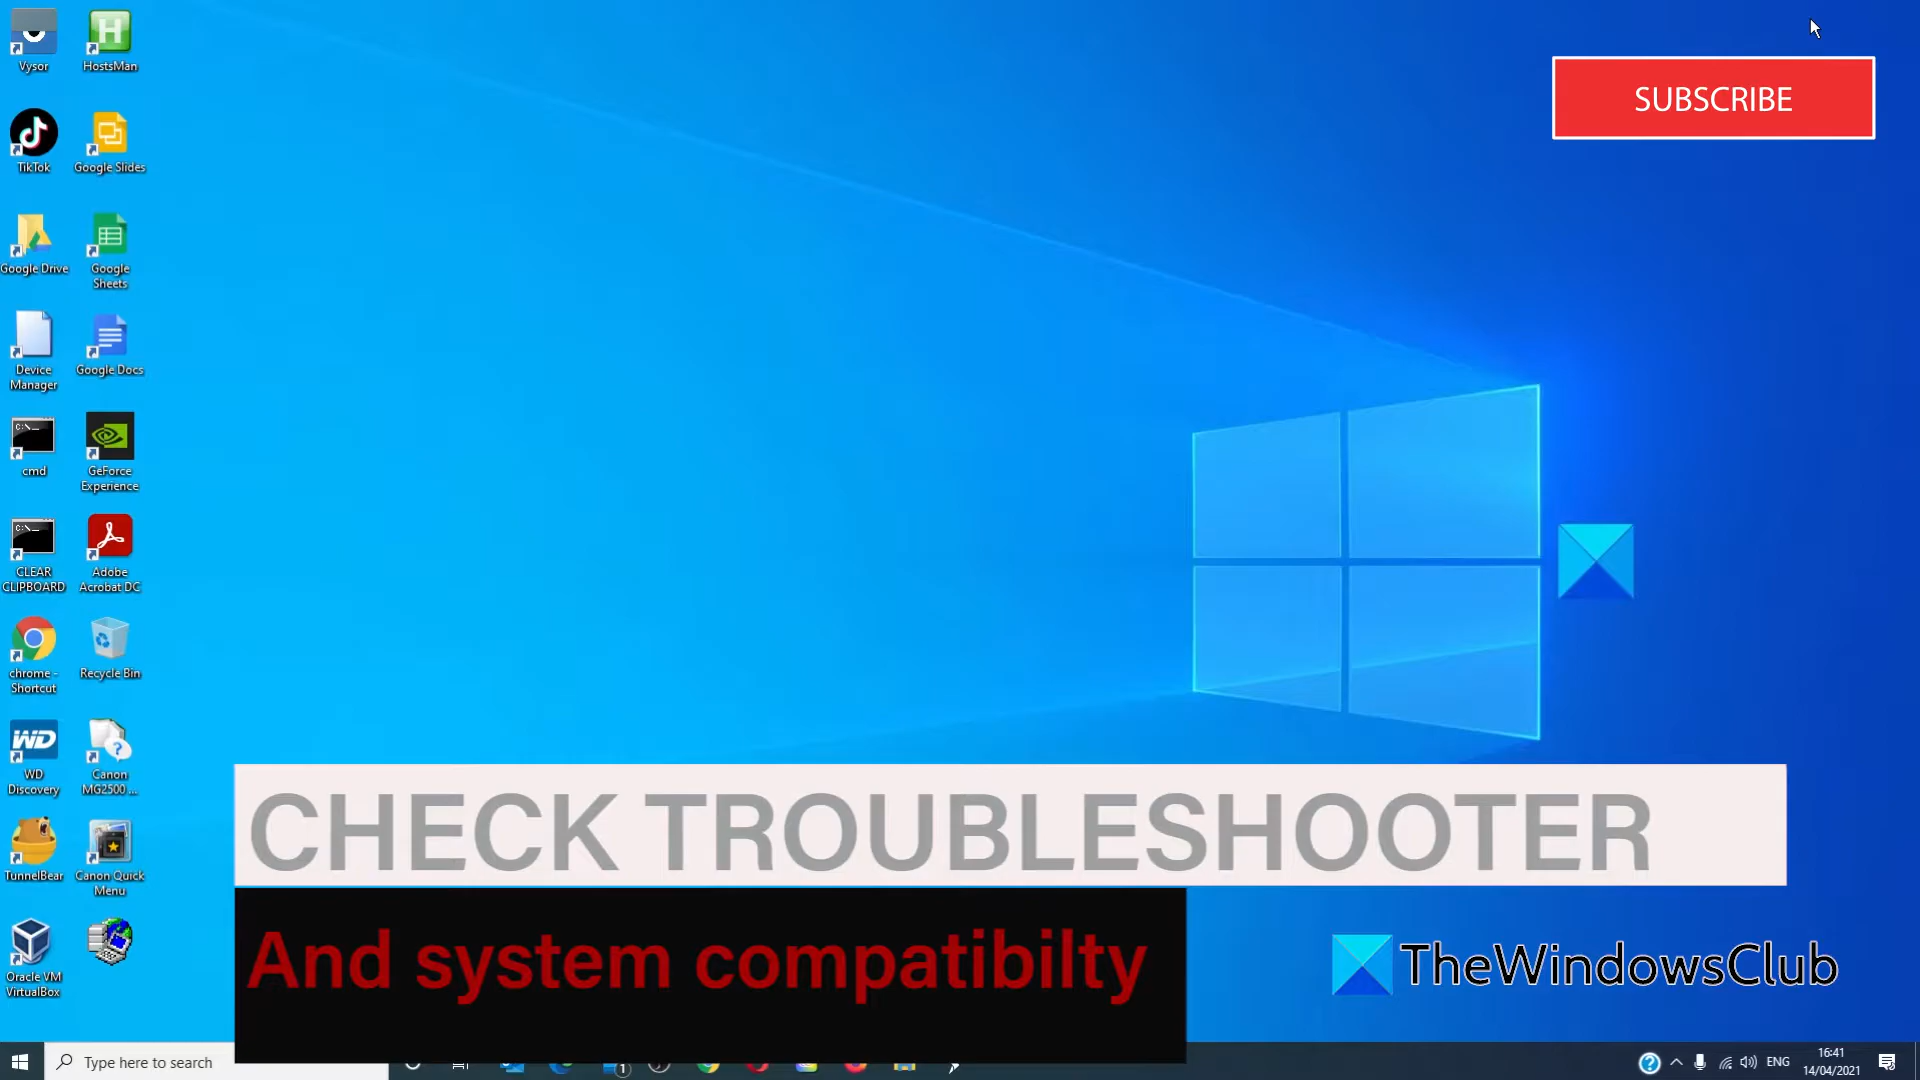 Vysor
HostsMan
SUBSCRIBE
TikTok
Google Slides
Google Drive
Google
Sheets
Device
Manager
Google Docs
C:\
cmd
GeForce
Experience
C:\
CLEAR
CLIPBOARD
Adobe
Acrobat DC
chrome -
Shortcut
Recycle Bin
WD
WD
Discovery
Canon
MG2500 ...
TunnelBear
Canon Quick
Menu
Oracle VM
VirtualBox
CHECK TROUBLESHOOTER
And system compatibilty
TheWindowsClub
Type here to search
1
ENG
16:41
14/04/2021